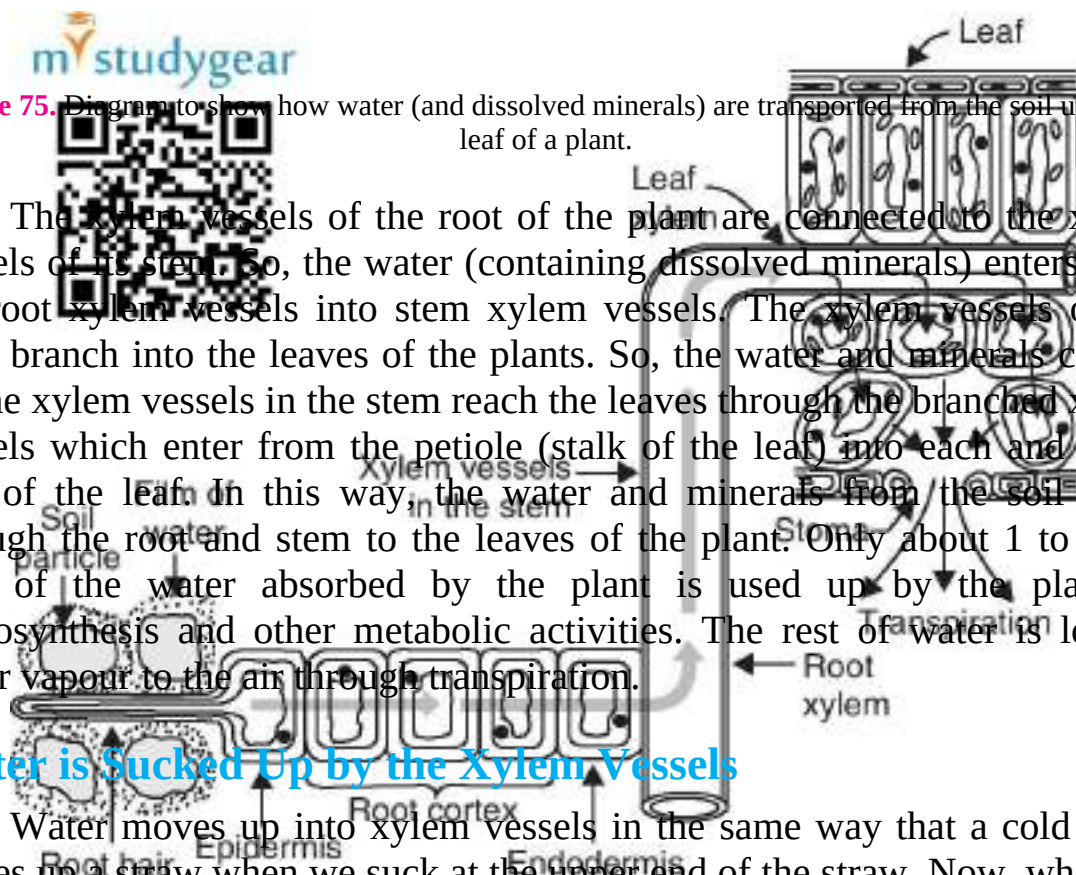 mystudygear
Leaf
e 75. Diagram to show how water (and dissolved minerals) are transported from the soil u
leaf of a plant.
Leaf
xylem
The xylem vessels of the root of the plant are connected to the x
els of its stem. So, the water (containing dissolved minerals) enters
oot xylem vessels into stem xylem vessels. The xylem vessels
branch into the leaves of the plants. So, the water and minerals c
ne xylem vessels in the stem reach the leaves through the branched x
els which enter from the petiole (stalk of the leaf) into each and
of the leaf. In this way, the water and minerals from the soil
ugh the root and stem to the leaves of the plant. Only about 1 to
of the water absorbed by the plant is used up by the pla
osynthesis and other metabolic activities. The rest of water is l
r vapour to the air through transpiration.
Xylem vessels
in the stem
Film of
water
Soil
particle
Stoma
Transpiration
Root
xylem
ter is Sucked Up by the Xylem Vessels
Root cortex
Water moves up into xylem vessels in the same way that a cold
Epidermis
Root hair
Endodermis
es up a straw when we suck at the upper end of the straw. Now, wh